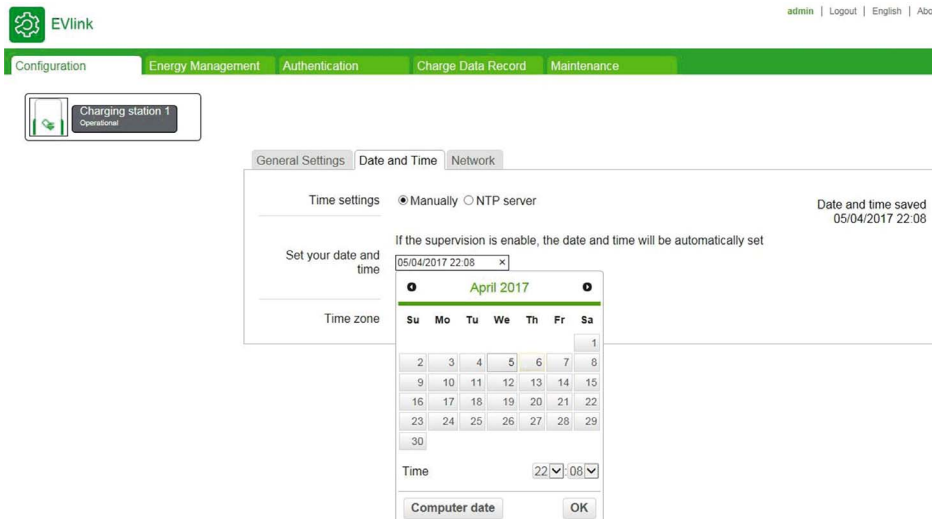 admin | Logout | English | Abo
EVlink
Configuration Energy Management Authentication Charge Data Record Maintenance
Charging station 1
Operational
General Settings Date and Time Network
Time settings Manually NTP server
Date and time saved
05/04/2017 22:08
If the supervision is enable, the date and time will be automatically set
Set your date and
time
05/04/2017 22:08 ×
April 2017
Time zone
Su Mo Tu We Th Fr Sa
1
2 3 4 5 6 7 8
9 10 11 12 13 14 15
16 17 18 19 20 21 22
23 24 25 26 27 28 29
30
Time 22 : 08
Computer date OK